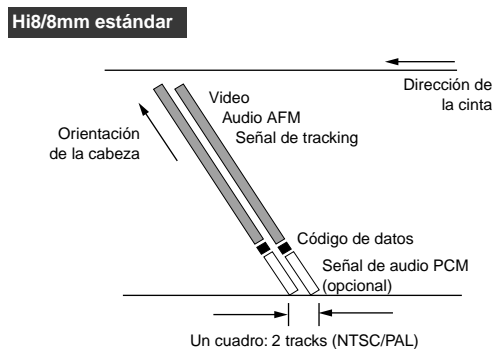 Hi8/8mm estándar
Dirección de
la cinta
Video
Audio AFM
Señal de tracking
Orientación
de la cabeza
Código de datos
Señal de audio PCM
(opcional)
Un cuadro: 2 tracks (NTSC/PAL)